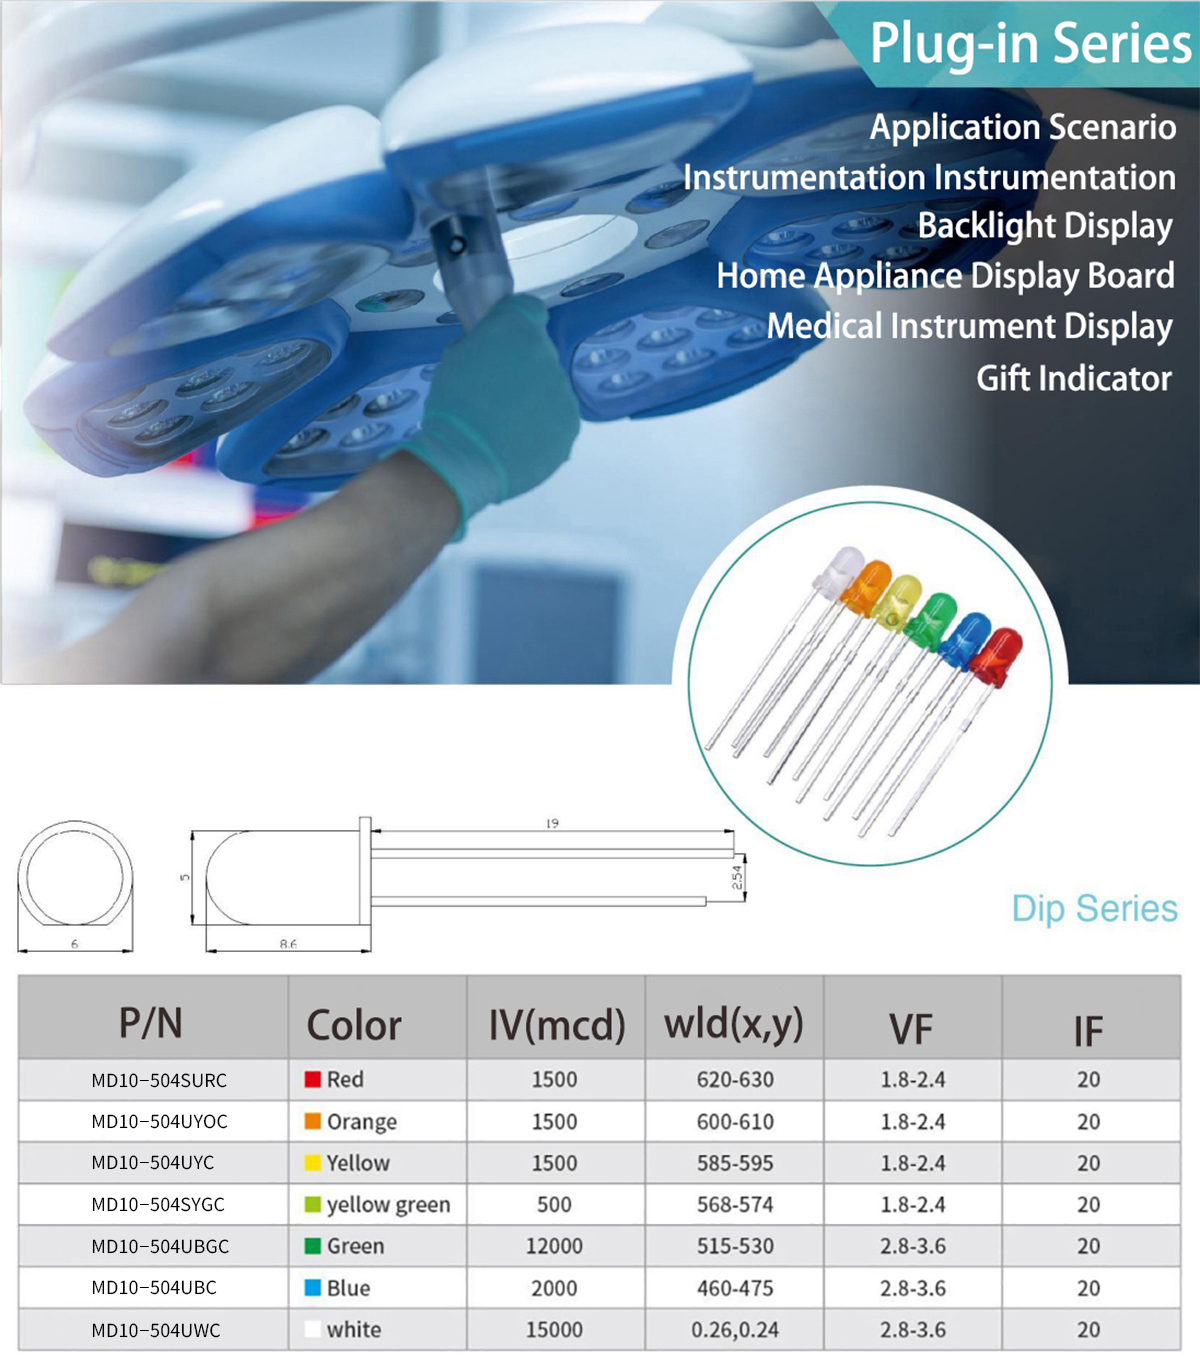 Plug-in Series
Application Scenario
Instrumentation Instrumentation
Backlight Display
Home Appliance Display Board
Medical Instrument Display
Gift Indicator
19
5
2.54
6
8.6
Dip Series
P/N Color IV(mcd) wld(x,y) VF IF
MD10-504SURC Red 1500 620-630 1.8-2.4 20
MD10-504UYOC Orange 1500 600-610 1.8-2.4 20
MD10-504UYC Yellow 1500 585-595 1.8-2.4 20
MD10-504SYGC yellow green 500 568-574 1.8-2.4 20
MD10-504UBGC Green 12000 515-530 2.8-3.6 20
MD10-504UBC Blue 2000 460-475 2.8-3.6 20
MD10-504UWC white 15000 0.26,0.24 2.8-3.6 20